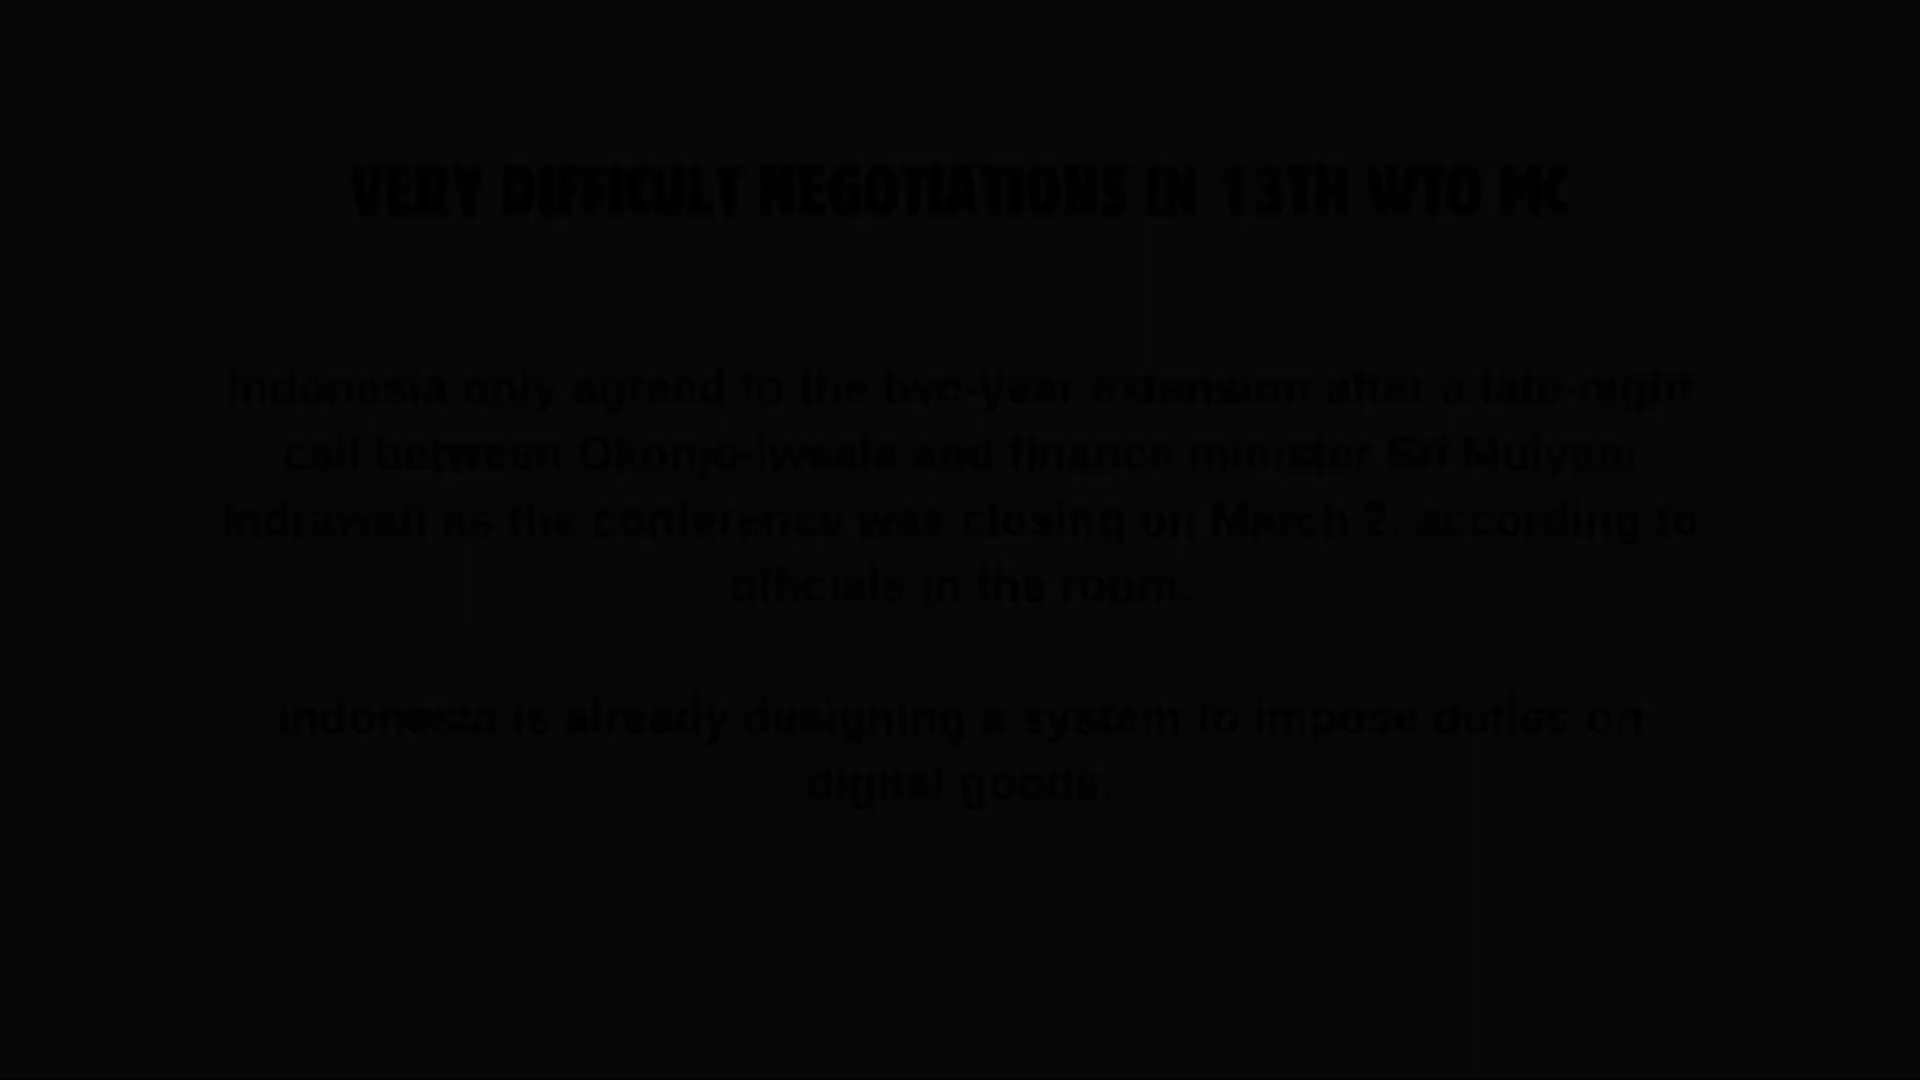 VERY DIFFICULT NEGOTIATIONS IN 13TH WTO MC
Indonesia only agreed to the two-year extension after a late-night
call between Okonjo-Iweala and finance minister Sri Mulyani
Indrawati as the conference was closing on March 2, according to
officials in the room.
Indonesia is already designing a system to impose duties on
digital goods.